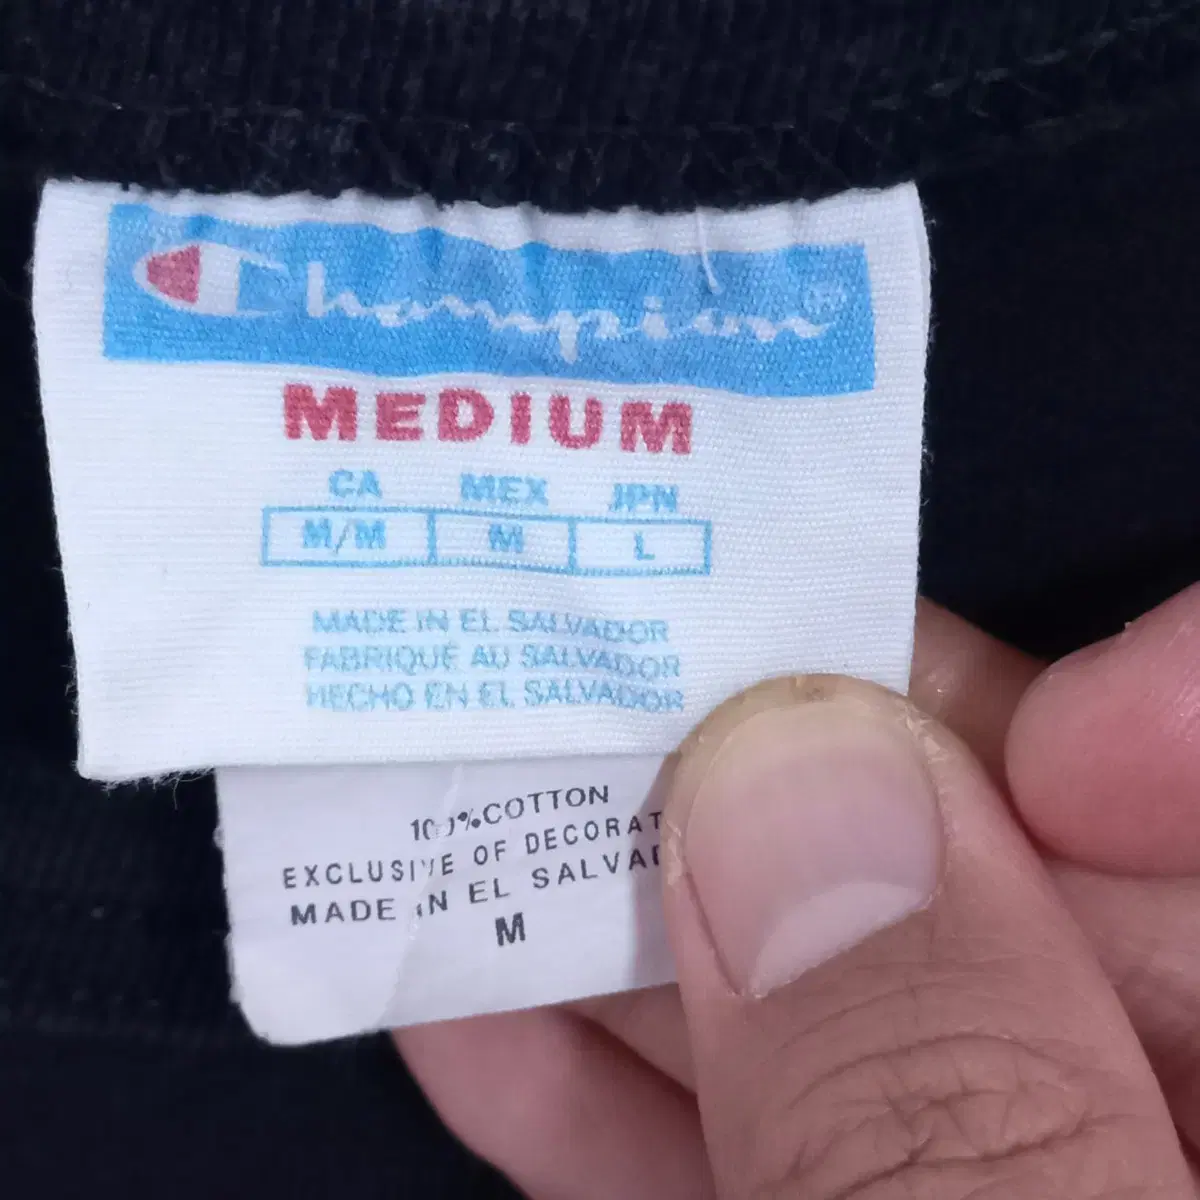 Champion®
MEDIUM
CA MEX JPN
M/M M L
MADE IN EL SALVADOR
FABRIQUÉ AU SALVADOR
HECHO EN EL SALVADOR
100%COTTON
EXCLUSIVE OF DECORAT
MADE IN EL SALVAD
M